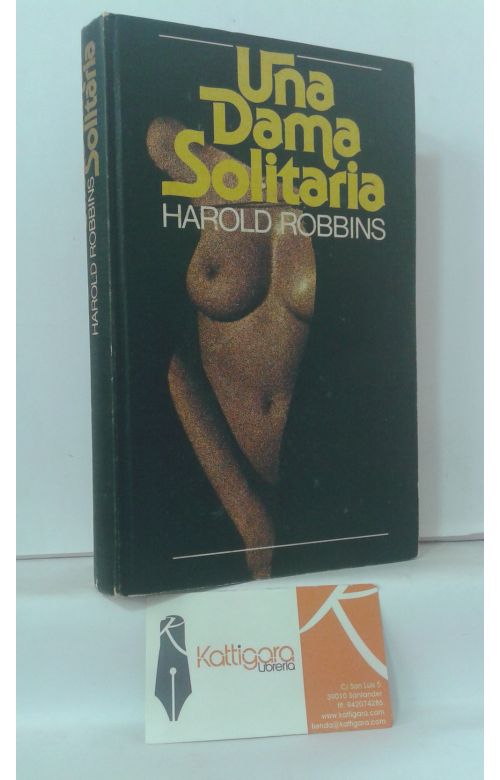 Una
Dama
Solitaria
HAROLD ROBBINS
HAROLD ROBBINS Solitaria
Kattigara
Librería
C/ San Luis 5
39010 Santander
tlf: 942074286
www.kattigara.com
tienda@kattigara.com